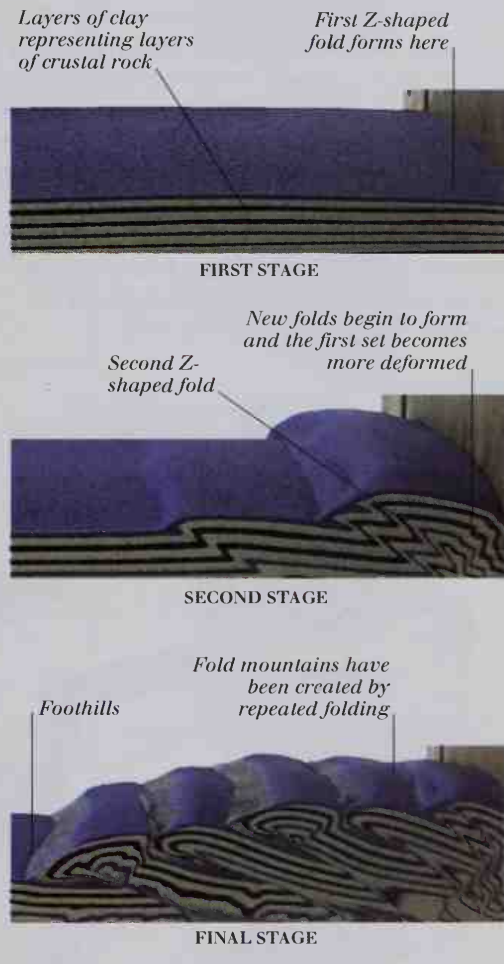 Layers of clay
representing layers
of crustal rock
First Z-shaped
fold forms here
FIRST STAGE
New folds begin to form
and the first set becomes
more deformed
Second Z-
shaped fold
SECOND STAGE
Fold mountains have
been created by
repeated folding
Foothills
FINAL STAGE